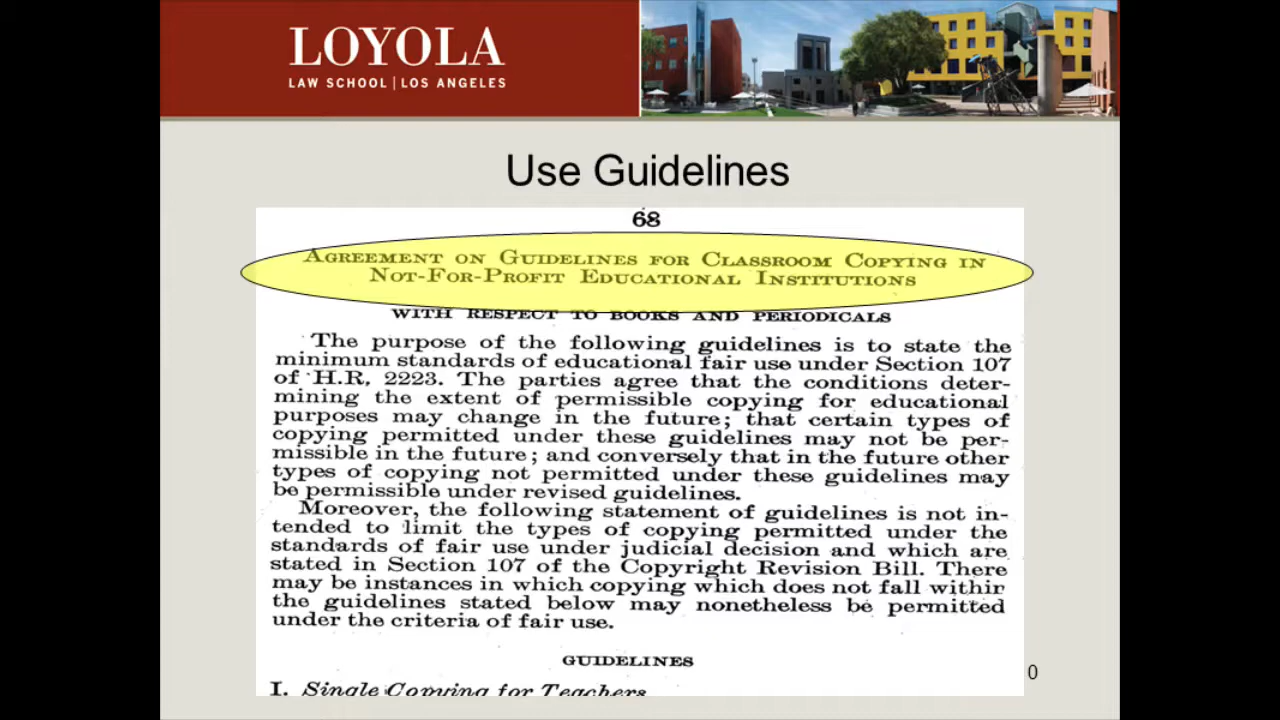 LOYOLA
LAW SCHOOL | LOS ANGELES
Use Guidelines
68
AGREEMENT ON GUIDELINES FOR CLASSROOM COPYING IN
NOT-FOR-PROFIT EDUCATIONAL INSTITUTIONS
WITH RESPECT TO BOOKS AND PERIODICALS
The purpose of the following guidelines is to state the
minimum standards of educational fair use under Section 107
of H.R. 2223. The parties agree that the conditions deter-
mining the extent of permissible copying for educational
purposes may change in the future; that certain types of
copying permitted under these guidelines may not be per-
missible in the future; and conversely that in the future other
types of copying not permitted under these guidelines may
be permissible under revised guidelines.
Moreover, the following statement of guidelines is not in-
tended to limit the types of copying permitted under the
standards of fair use under judicial decision and which are
stated in Section 107 of the Copyright Revision Bill. There
may be instances in which copying which does not fall within
the guidelines stated below may nonetheless be permitted
under the criteria of fair use.
GUIDELINES
I. Single Copying for Teachers
0